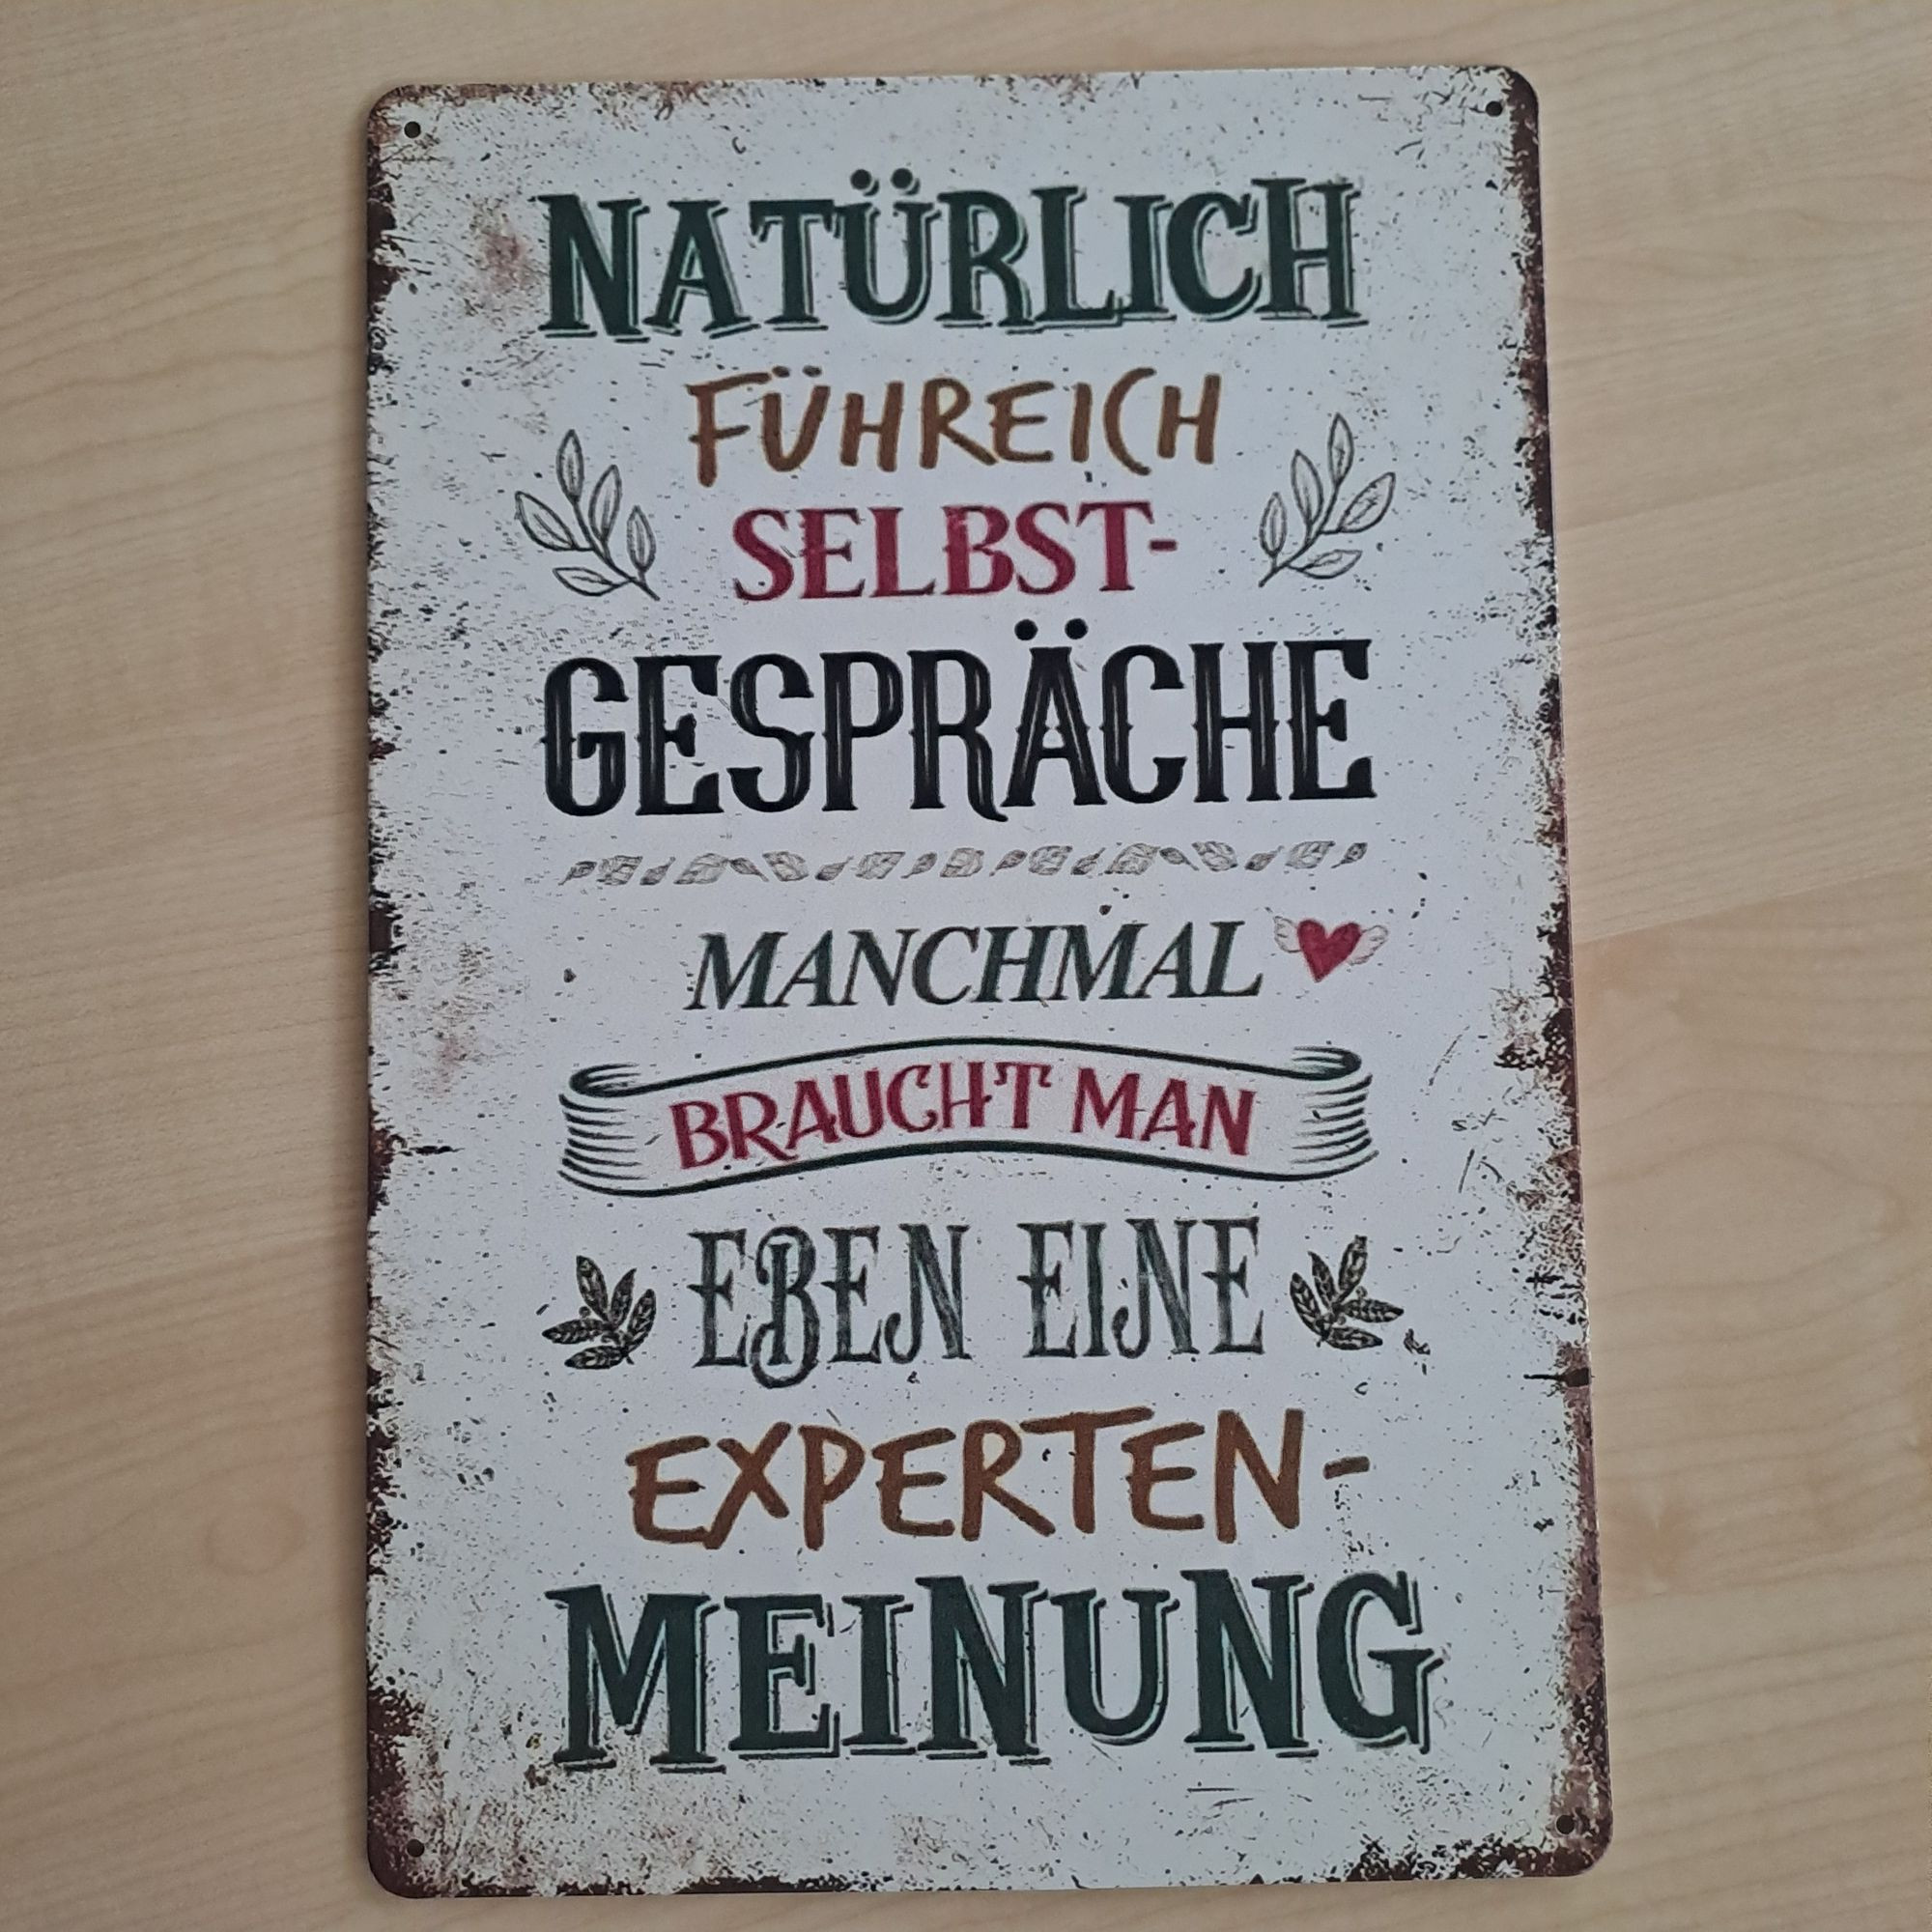 NATÜRLICH
FÜHREICH
SELBST-
GESPRÄCHE
MANCHMAL
BRAUCHT MAN
EBEN EINE
EXPERTEN-
MEINUNG